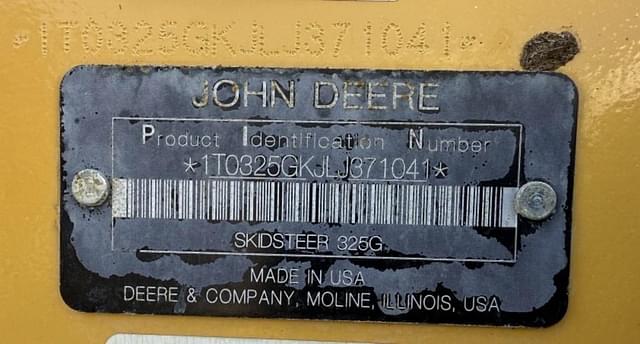 *1T0325GKJLJ371041*
JOHN DEERE
Product Identification Number
*1T0325GKJLJ371041*
SKIDSTEER 325G
MADE IN USA
DEERE & COMPANY, MOLINE, ILLINOIS, USA